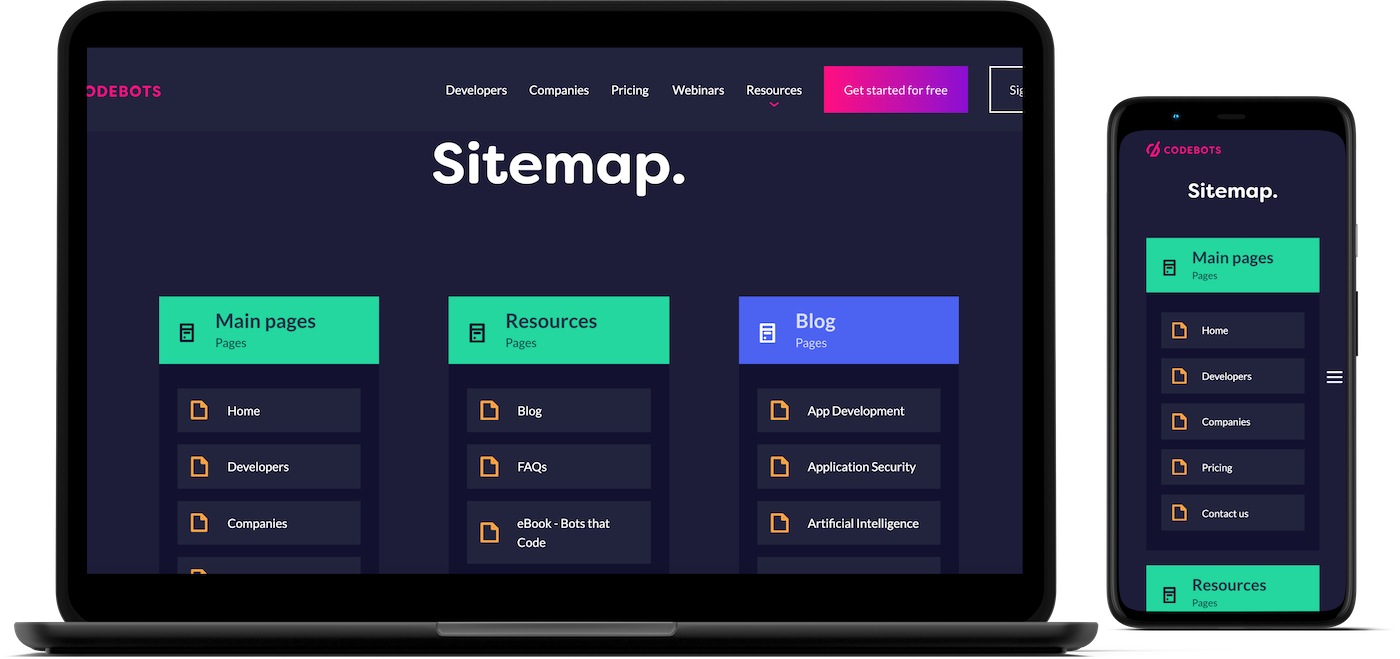 ODEBOTS
Developers Companies Pricing Webinars Resources Get started for free Sig
Sitemap.
Main pages
Pages
Home
Developers
Companies
Resources
Pages
Blog
FAQs
eBook - Bots that
Code
Blog
Pages
App Development
Application Security
Artificial Intelligence
CODEBOTS
Sitemap.
Main pages
Pages
Home
Developers
Companies
Pricing
Contact us
Resources
Pages